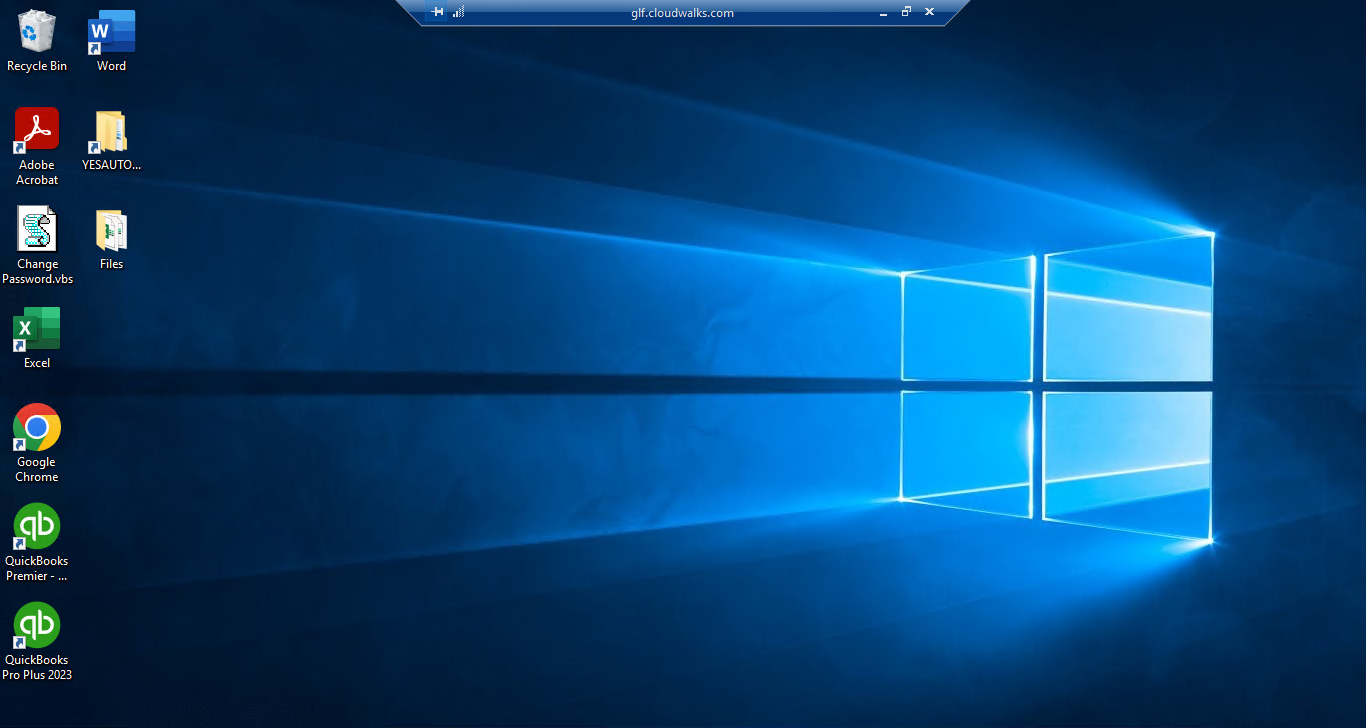 glf.cloudwalks.com
Recycle Bin
Word
Adobe
Acrobat
YESAUTO...
Change
Password.vbs
Files
Excel
Google
Chrome
QuickBooks
Premier - ...
QuickBooks
Pro Plus 2023